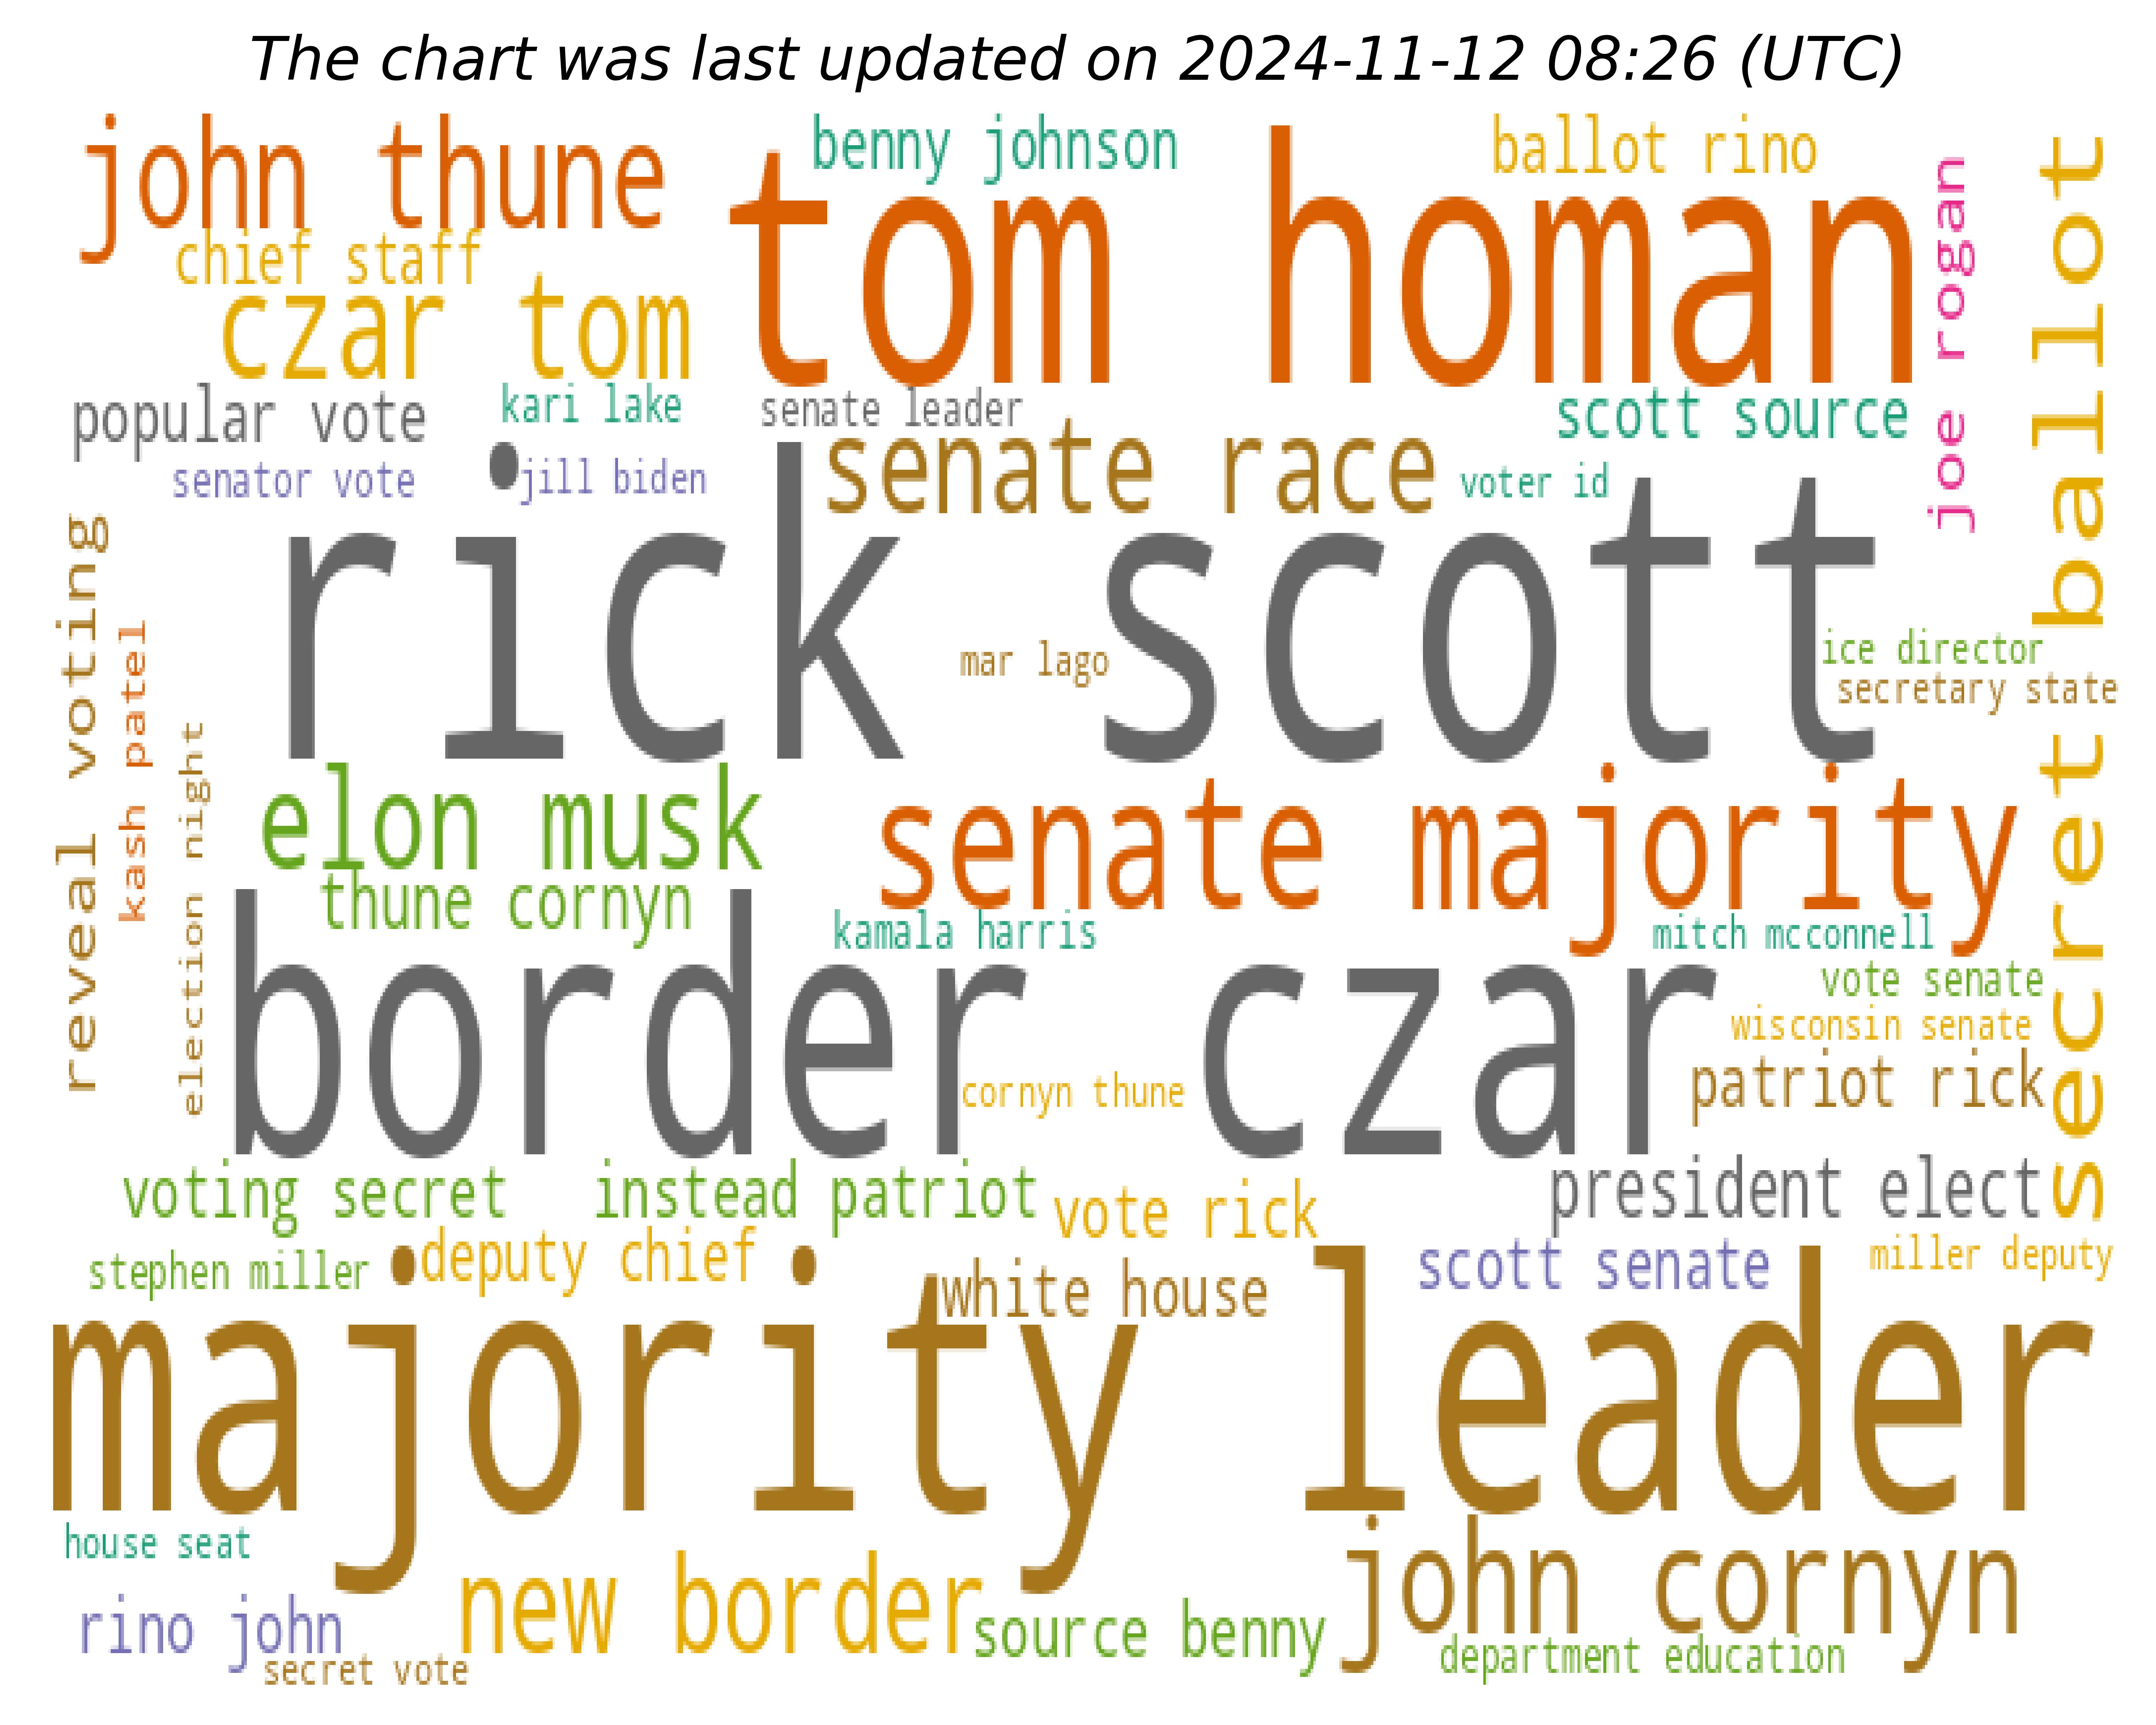 The chart was last updated on 2024-11-12 08:26 (UTC)
john thune
benny johnson
ballot rino
tom homan
joe rogan
secret ballot
chief staff
czar tom
popular vote
kari lake
senate leader
scott source
senate race
senator vote
jill biden
voter id
rick scott
reveal voting
kash patel
mar lago
ice director
secretary state
election night
elon musk
senate majority
thune cornyn
kamala harris
mitch mcconnell
border czar
vote senate
wisconsin senate
cornyn thune
patriot rick
voting secret
instead patriot
vote rick
president elect
stephen miller
deputy chief
white house
scott senate
miller deputy
majority leader
house seat
new border
john cornyn
rino john
source benny
department education
secret vote